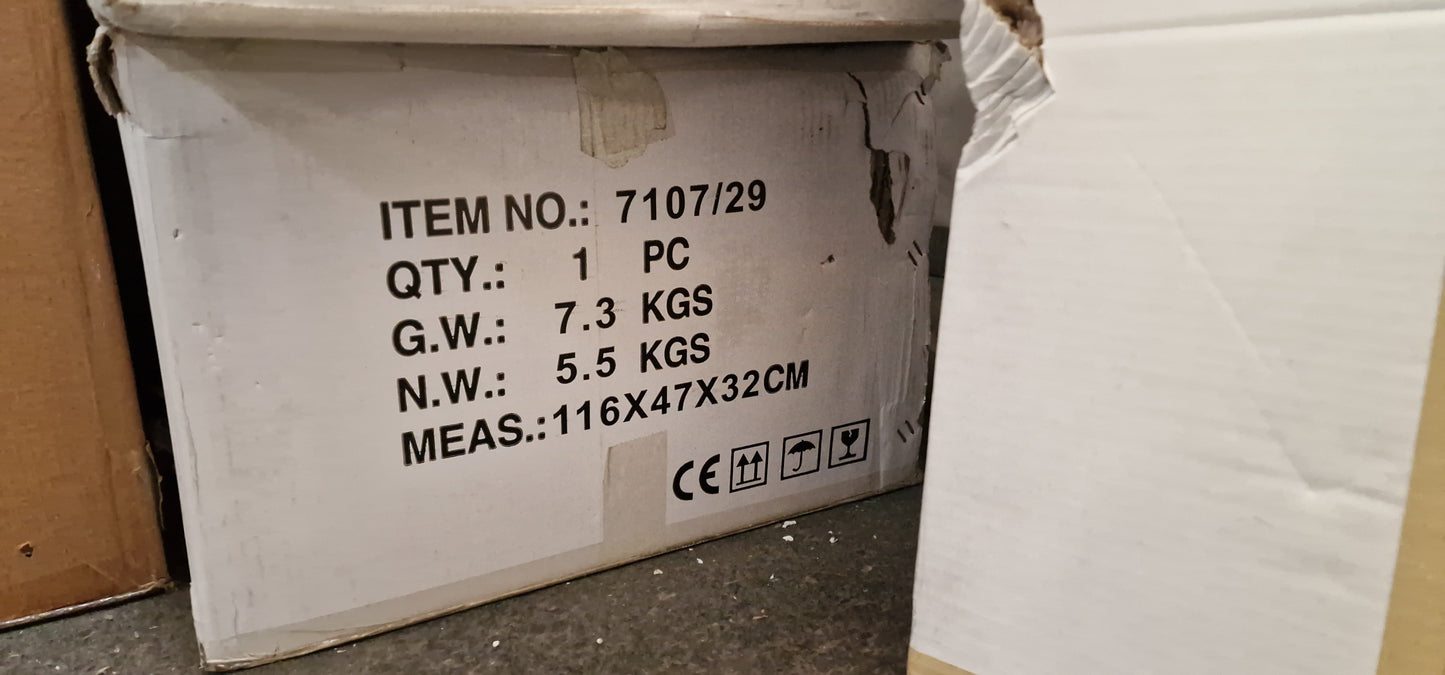 ITEM NO.: 7107/29
QTY.: 1 PC
G.W.: 7.3 KGS
N.W.: 5.5 KGS
MEAS.:116X47X32CM
CE